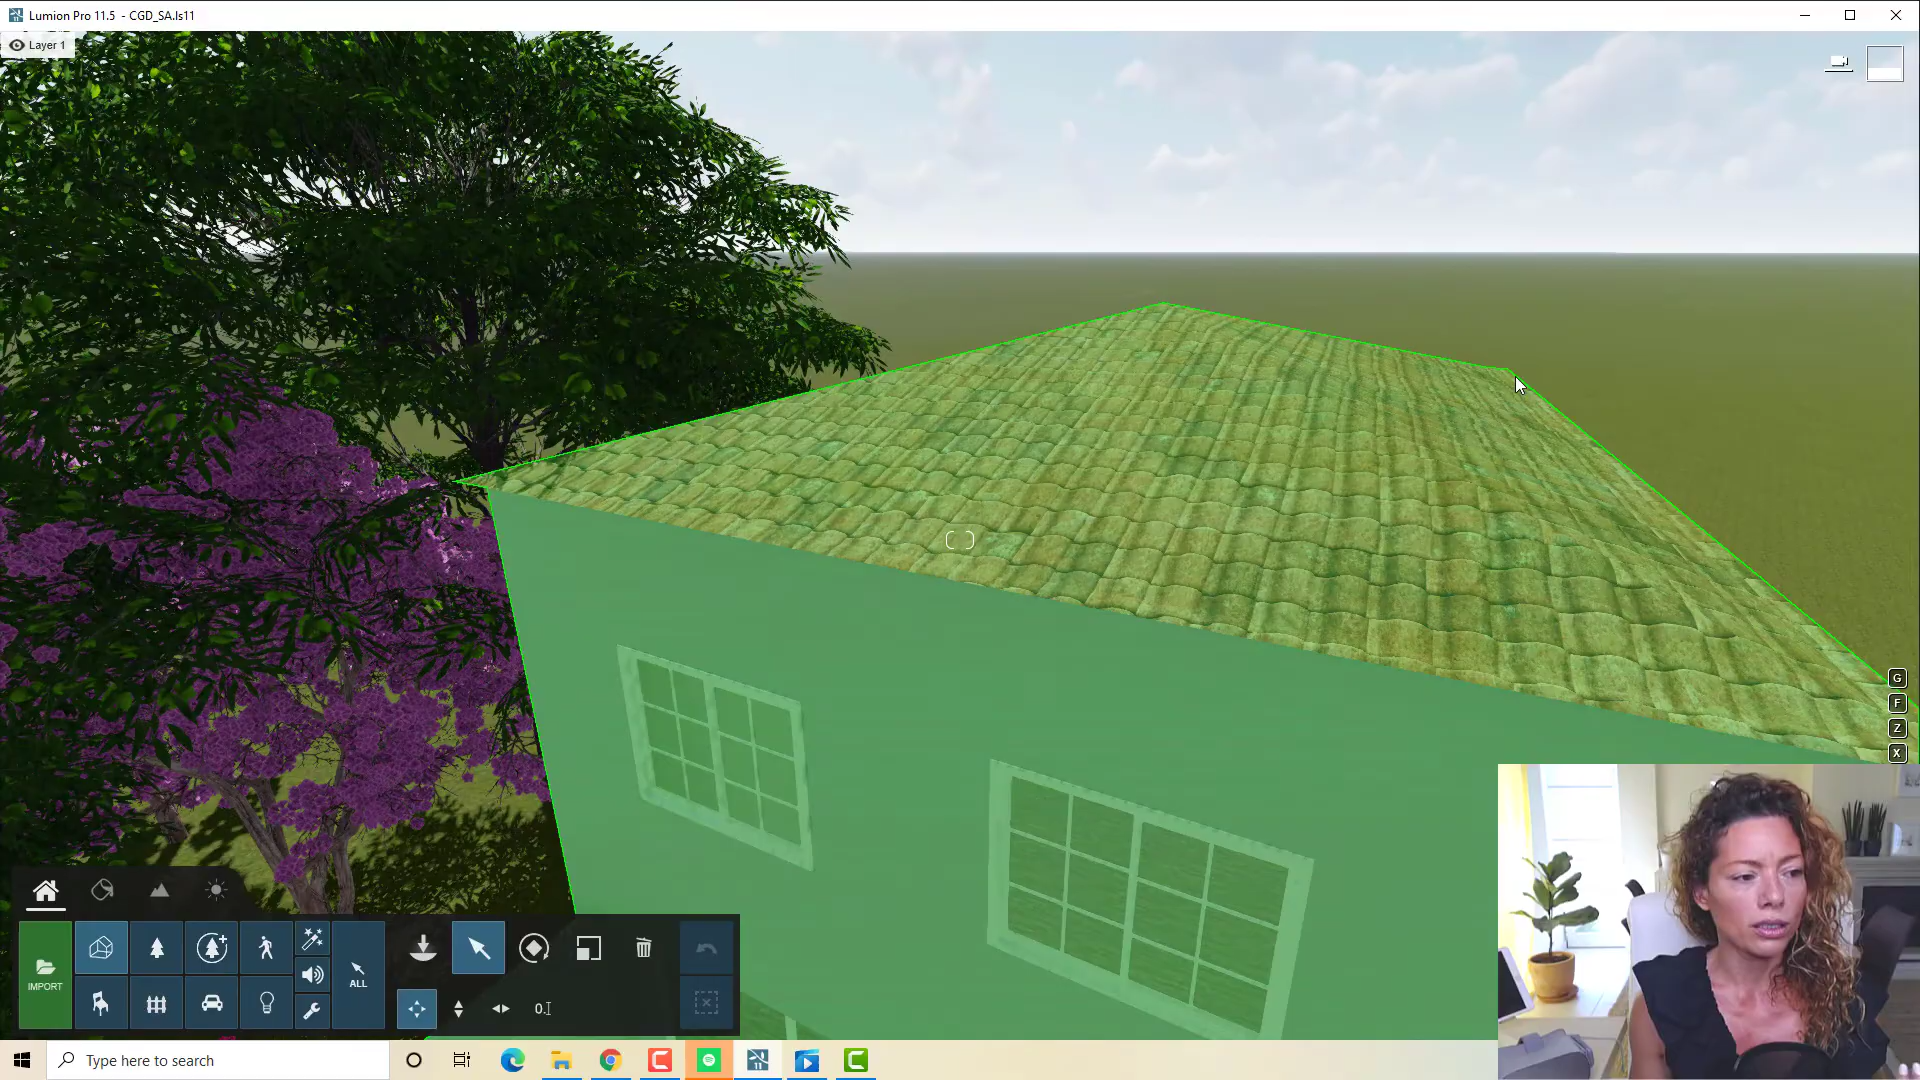 Lumion Pro 11.5 - CGD_SA.ls11
Layer 1
G
F
Z
X
IMPORT
ALL
0.
Type here to search